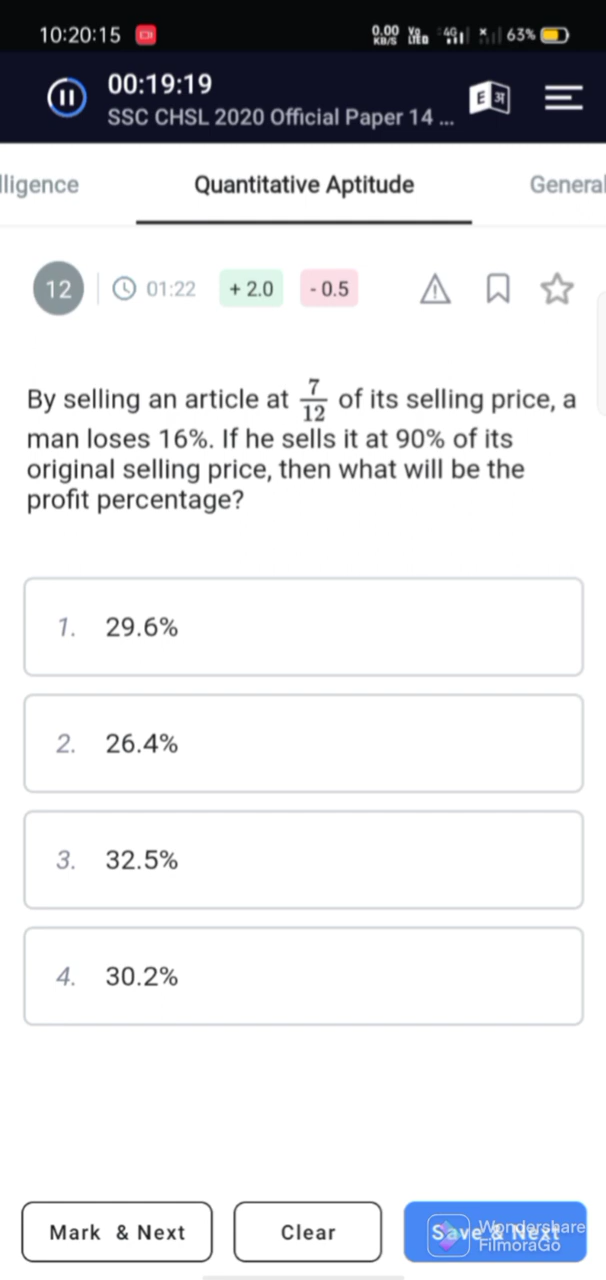 10:20:15 0.00 KB/S Vo LTE 4G 63%
00:19:19
SSC CHSL 2020 Official Paper 14 ...
E अ
lligence Quantitative Aptitude General
12 01:22 + 2.0 - 0.5
By selling an article at 7/12 of its selling price, a
man loses 16%. If he sells it at 90% of its
original selling price, then what will be the
profit percentage?
1. 29.6%
2. 26.4%
3. 32.5%
4. 30.2%
Mark & Next Clear Save & Next
Wondershare
FilmoraGo